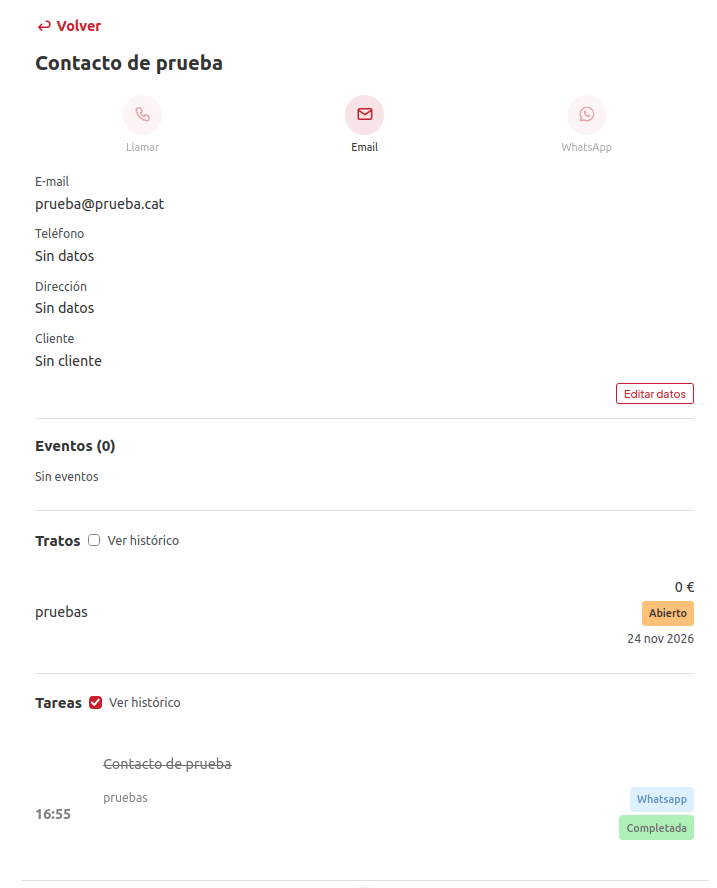 Volver
Contacto de prueba
Llamar
Email
WhatsApp
E-mail
prueba@prueba.cat
Teléfono
Sin datos
Dirección
Sin datos
Cliente
Sin cliente
Editar datos
Eventos (0)
Sin eventos
Tratos Ver histórico
0 €
pruebas
Abierto
24 nov 2026
Tareas Ver histórico
Contacto de prueba
pruebas
Whatsapp
16:55
Completada